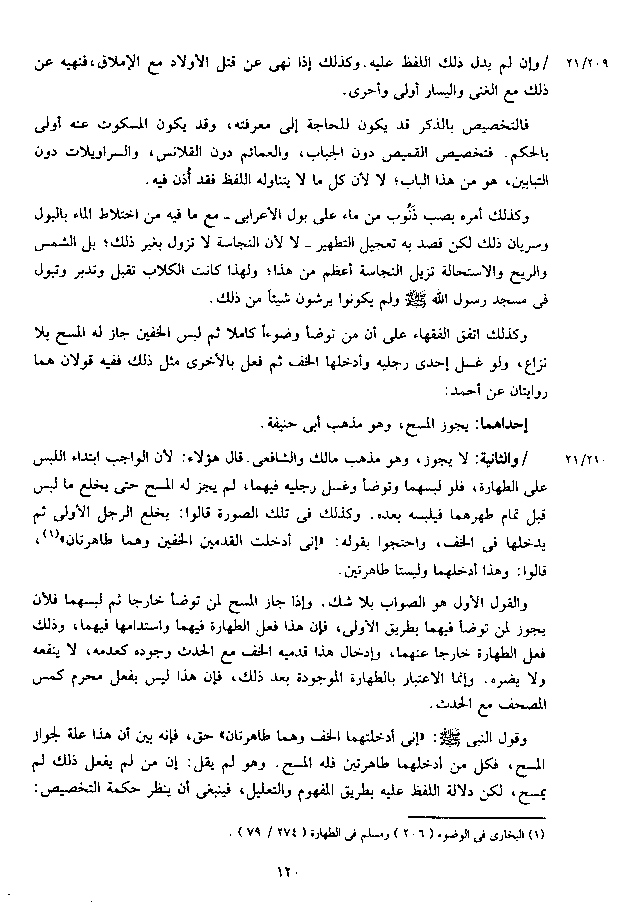 ٢١/٢٠٩ / وإن لم يدل ذلك اللفظ عليه. وكذلك إذا نهى عن قتل الأولاد مع الإملاق، فنهيه عن
ذلك مع الغنى واليسار أولى وأحرى.
فالتخصيص بالذكر قد يكون للحاجة إلى معرفته، وقد يكون المسكوت عنه أولى
بالحكم. فتخصيص القميص دون الجباب، والعمائم دون القلانس، والسراويلات دون
التبابين، هو من هذا الباب؛ لا لأن كل ما لا يتناوله اللفظ فقد أُذن فيه.
وكذلك أمره بصب ذَنُوب من ماء على بول الأعرابى ـ مع ما فيه من اختلاط الماء بالبول
وسريان ذلك لكن قصد به تعجيل التطهير ـ لا لأن النجاسة لا تزول بغير ذلك؛ بل الشمس
والريح والاستحالة تزيل النجاسة أعظم من هذا؛ ولهذا كانت الكلاب تقبل وتدبر وتبول
فى مسجد رسول الله ﷺ ولم يكونوا يرشون شيئاً من ذلك.
وكذلك اتفق الفقهاء على أن من توضأ وضوءاً كاملا ثم لبس الخفين جاز له المسح بلا
نزاع، ولو غسل إحدى رجليه وأدخلها الخف ثم فعل بالأخرى مثل ذلك ففيه قولان هما
روايتان عن أحمد:
إحداهما: يجوز المسح، وهو مذهب أبى حنيفة.
٢١/٢١٠ / والثانية: لا يجوز، وهو مذهب مالك والشافعى. قال هؤلاء: لأن الواجب ابتداء اللبس
على الطهارة، فلو لبسهما وتوضأ وغسل رجليه فيهما، لم يجز له المسح حتى يخلع ما لبس
قبل تمام طهرهما فيلبسه بعده. وكذلك فى تلك الصورة قالوا: يخلع الرجل الأولى ثم
يدخلها فى الخف، واحتجوا بقوله: «إنى أدخلت القدمين الخفين وهما طاهرتان»(١)،
قالوا: وهذا أدخلهما وليستا طاهرتين.
والقول الأول هو الصواب بلا شك. وإذا جاز المسح لمن توضأ خارجا ثم لبسهما فلأن
يجوز لمن توضأ فيهما بطريق الأولى، فإن هذا فعل الطهارة فيهما واستدامها فيهما، وذلك
فعل الطهارة خارجا عنهما، وإدخال هذا قدميه الخف مع الحدث وجوده كعدمه، لا ينفعه
ولا يضره. وإنما الاعتبار بالطهارة الموجودة بعد ذلك، فإن هذا ليس بفعل محرم كمس
المصحف مع الحدث.
وقول النبى ﷺ: «إنى أدخلتهما الخف وهما طاهرتان» حق، فإنه بين أن هذا علة لجواز
المسح، فكل من أدخلهما طاهرتين فله المسح. وهو لم يقل: إن من لم يفعل ذلك لم
يمسح، لكن دلالة اللفظ عليه بطريق المفهوم والتعليل، فينبغى أن ينظر حكمة التخصيص:
(١) البخارى فى الوضوء ( ٢٠٦ ) ومسلم فى الطهارة ( ٢٧٤ / ٧٩ ) .
١٢٠